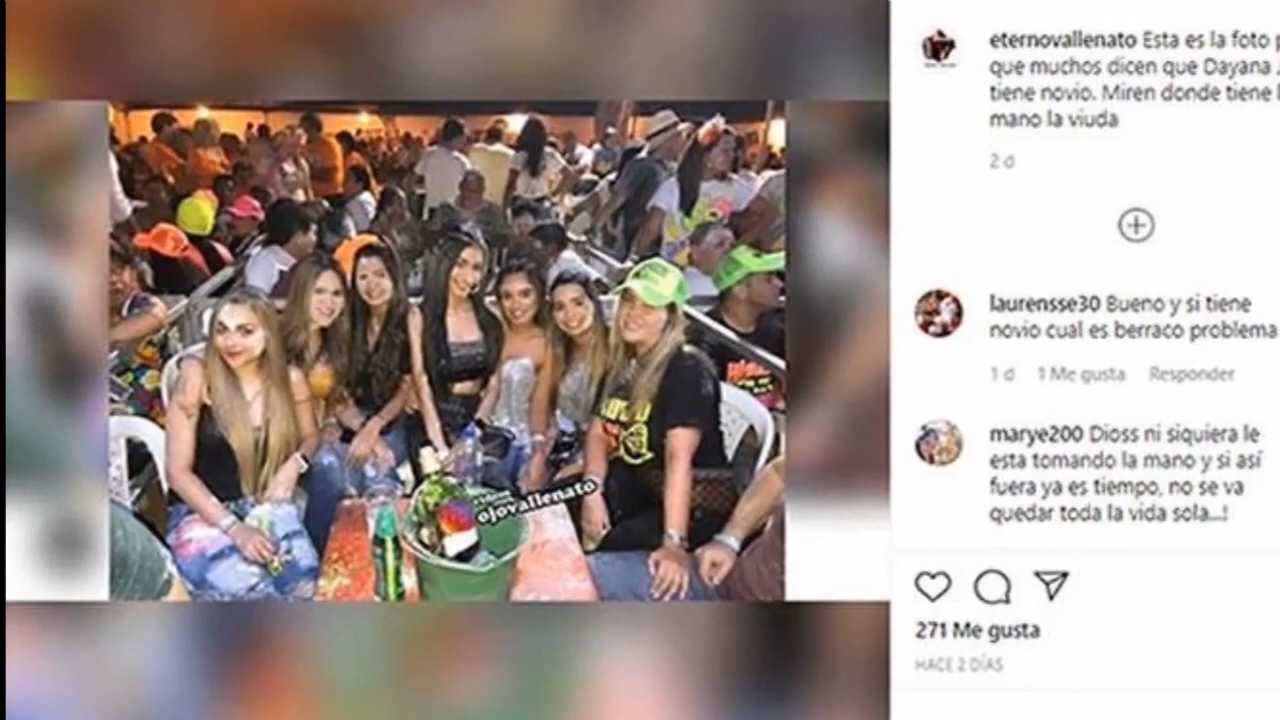 eternovallenato Esta es la foto
que muchos dicen que Dayana
tiene novio. Miren donde tiene
mano la viuda
2 d
laurensse30 Bueno y si tiene
novio cual es berraco problema
1 d 1 Me gusta Responder
marye200 Dioss ni siquiera le
esta tomando la mano y si así
fuera ya es tiempo, no se va
quedar toda la vida sola...!
ojovallenato
271 Me gusta
HACE 2 DÍAS